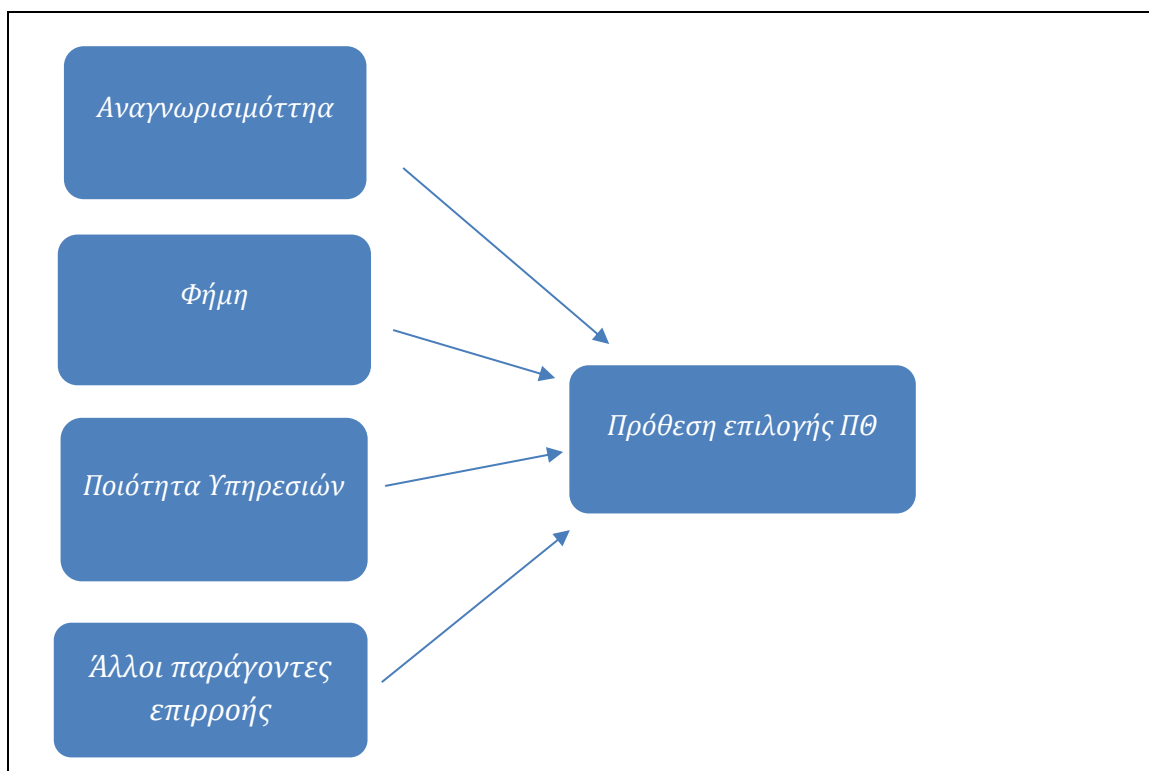 Αναγνωρισιμόττηα
Φήμη
Πρόθεση επιλογής ΠΘ
Ποιότητα Υπηρεσιών
Άλλοι παράγοντες
επιρροής